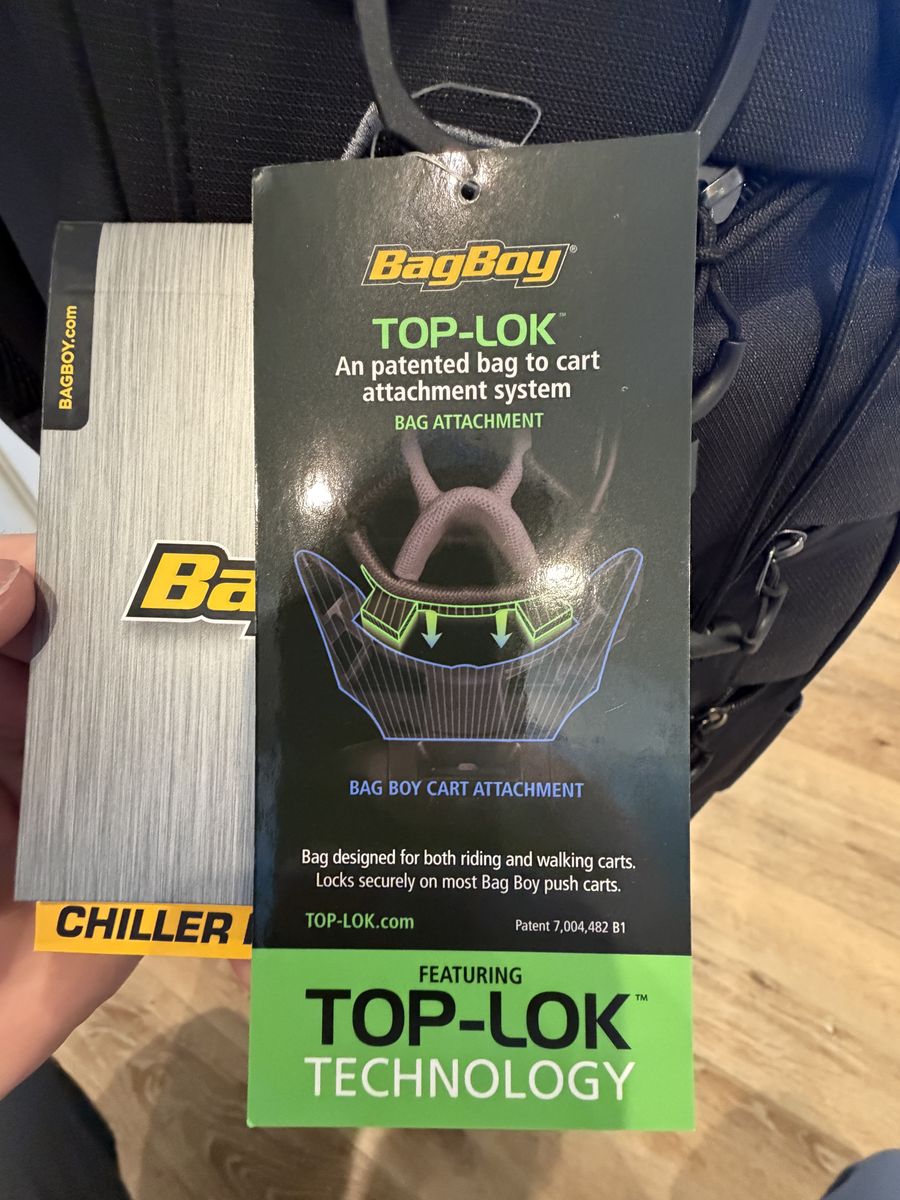 BagBoy®
TOP-LOK™
An patented bag to cart
attachment system
BAG ATTACHMENT
BAG BOY CART ATTACHMENT
Bag designed for both riding and walking carts.
Locks securely on most Bag Boy push carts.
TOP-LOK.com
Patent 7,004,482 B1
FEATURING
TOP-LOK™
TECHNOLOGY
BAGBOY.com
Ba
CHILLER